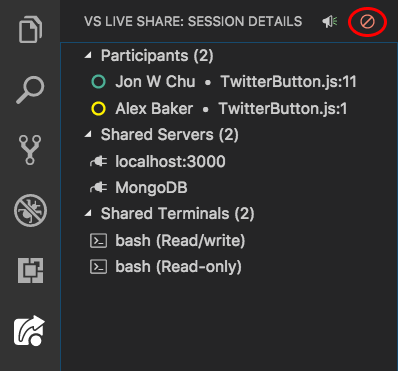 VS LIVE SHARE: SESSION DETAILS
Participants (2)
Jon W Chu • TwitterButton.js:11
Alex Baker • TwitterButton.js:1
Shared Servers (2)
localhost:3000
MongoDB
Shared Terminals (2)
bash (Read/write)
bash (Read-only)